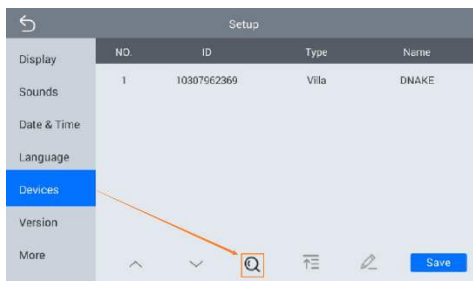 Setup
NO. ID Type Name
1 10307962369 Villa DNAKE
Display
Sounds
Date & Time
Language
Devices
Version
More
Save